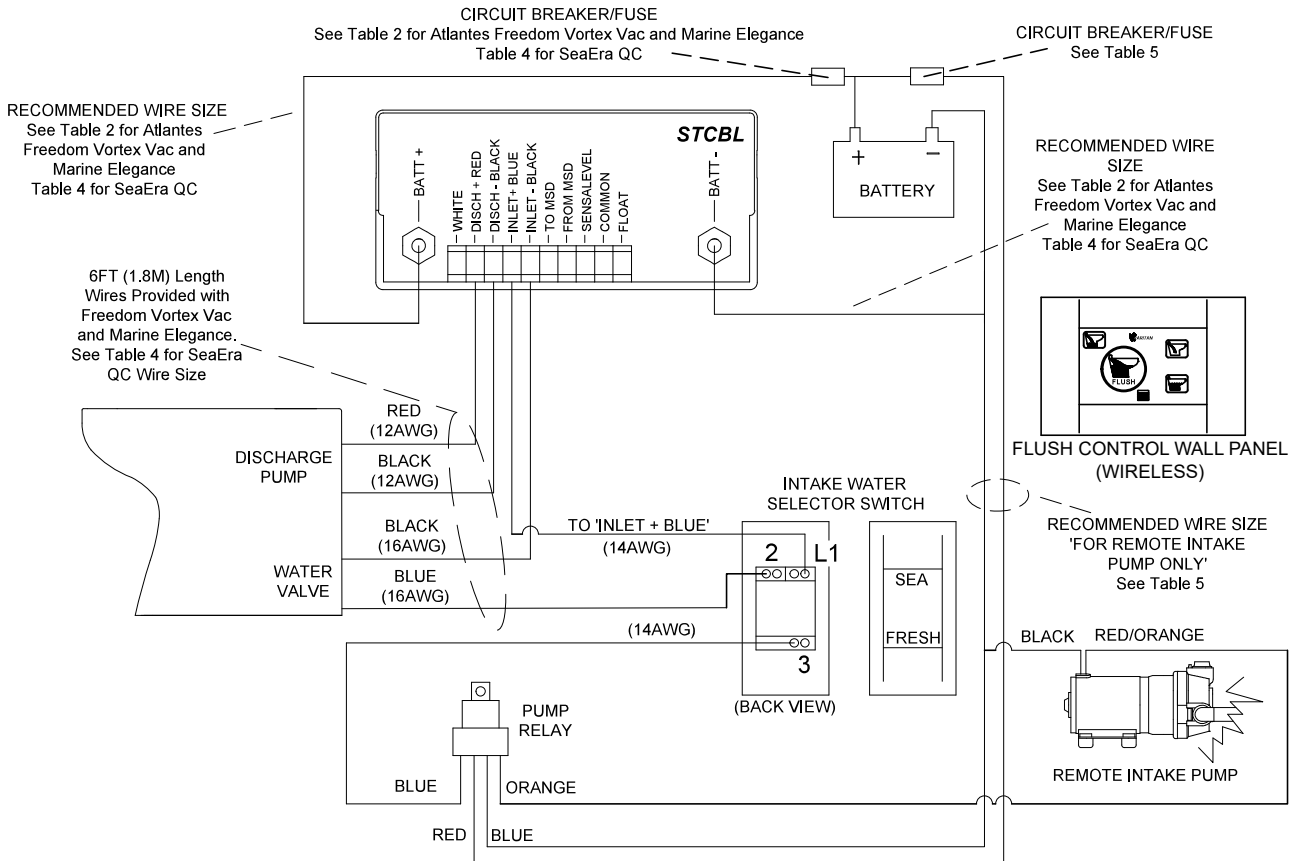 CIRCUIT BREAKER/FUSE
See Table 2 for Atlantes Freedom Vortex Vac and Marine Elegance
Table 4 for SeaEra QC
CIRCUIT BREAKER/FUSE
See Table 5
RECOMMENDED WIRE SIZE
See Table 2 for Atlantes
Freedom Vortex Vac and
Marine Elegance
Table 4 for SeaEra QC
STCBL
BATT +
WHITE
DISCH + RED
DISCH - BLACK
INLET+ BLUE
INLET - BLACK
TO MSD
FROM MSD
SENSALEVEL
COMMON
FLOAT
BATT -
+ −
BATTERY
RECOMMENDED WIRE
SIZE
See Table 2 for Atlantes
Freedom Vortex Vac and
Marine Elegance
Table 4 for SeaEra QC
6FT (1.8M) Length
Wires Provided with
Freedom Vortex Vac
and Marine Elegance.
See Table 4 for SeaEra
QC Wire Size
FLUSH
FLUSH CONTROL WALL PANEL
(WIRELESS)
DISCHARGE
PUMP
RED
(12AWG)
BLACK
(12AWG)
BLACK
(16AWG)
WATER
VALVE
BLUE
(16AWG)
TO 'INLET + BLUE'
(14AWG)
(14AWG)
INTAKE WATER
SELECTOR SWITCH
2 L1
3
(BACK VIEW)
SEA
FRESH
RECOMMENDED WIRE SIZE
'FOR REMOTE INTAKE
PUMP ONLY'
See Table 5
BLACK RED/ORANGE
REMOTE INTAKE PUMP
PUMP
RELAY
BLUE ORANGE
RED BLUE